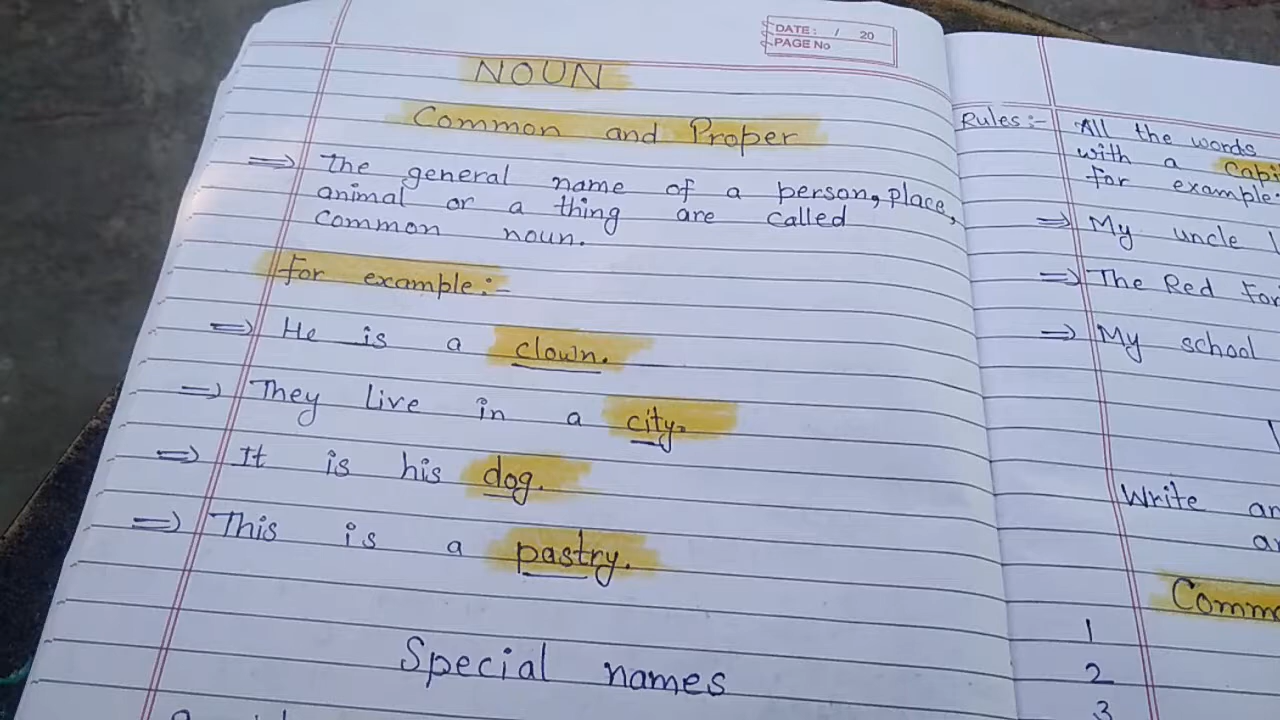 DATE: / 20
PAGE No
NOUN
Common and Proper
⇒ The general name of a person, place,
animal or a thing are called
common noun.
For example:-
⇒ He is a clown.
⇒ They live in a city.
⇒ It is his dog.
⇒ This is a pastry.
Special names
Rules:- All the words
with a
for example
⇒ My uncle
⇒ The Red
⇒ My school
Write
1
2
3